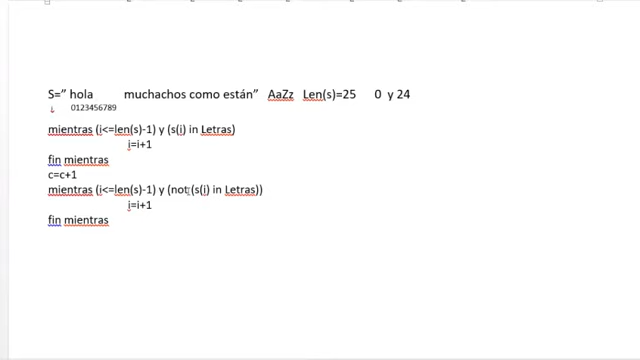 S=” hola muchachos como están” AaZz Len(s)=25 0 y 24
↓ 0123456789
mientras (i<=len(s)-1) y (s(i) in Letras)
i=i+1
fin mientras
c=c+1
mientras (i<=len(s)-1) y (not (s(i) in Letras))
i=i+1
fin mientras